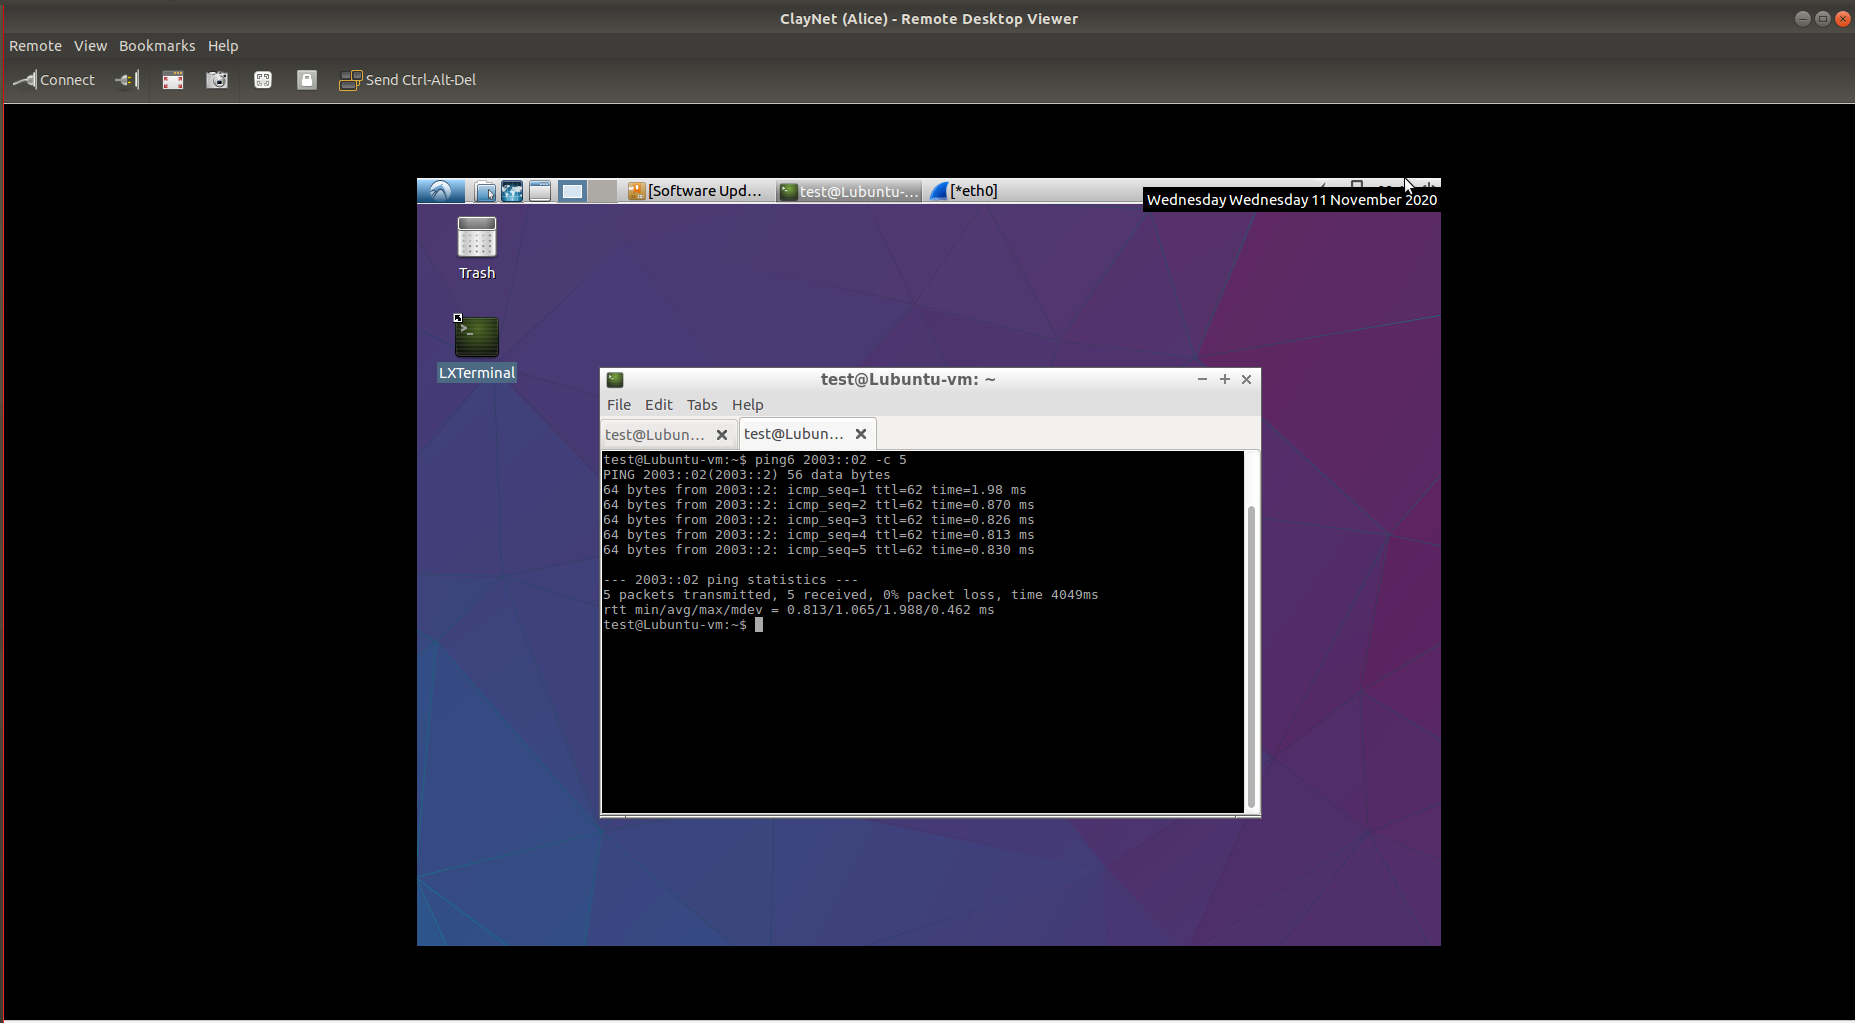 ClayNet (Alice) - Remote Desktop Viewer
Remote View Bookmarks Help
Connect Send Ctrl-Alt-Del
[Software Upd... test@Lubuntu-... [*eth0]
Wednesday Wednesday 11 November 2020
Trash
LXTerminal
test@Lubuntu-vm: ~
File Edit Tabs Help
test@Lubun... test@Lubun...
test@Lubuntu-vm:~$ ping6 2003::02 -c 5
PING 2003::02(2003::2) 56 data bytes
64 bytes from 2003::2: icmp_seq=1 ttl=62 time=1.98 ms
64 bytes from 2003::2: icmp_seq=2 ttl=62 time=0.870 ms
64 bytes from 2003::2: icmp_seq=3 ttl=62 time=0.826 ms
64 bytes from 2003::2: icmp_seq=4 ttl=62 time=0.813 ms
64 bytes from 2003::2: icmp_seq=5 ttl=62 time=0.830 ms
--- 2003::02 ping statistics ---
5 packets transmitted, 5 received, 0% packet loss, time 4049ms
rtt min/avg/max/mdev = 0.813/1.065/1.988/0.462 ms
test@Lubuntu-vm:~$